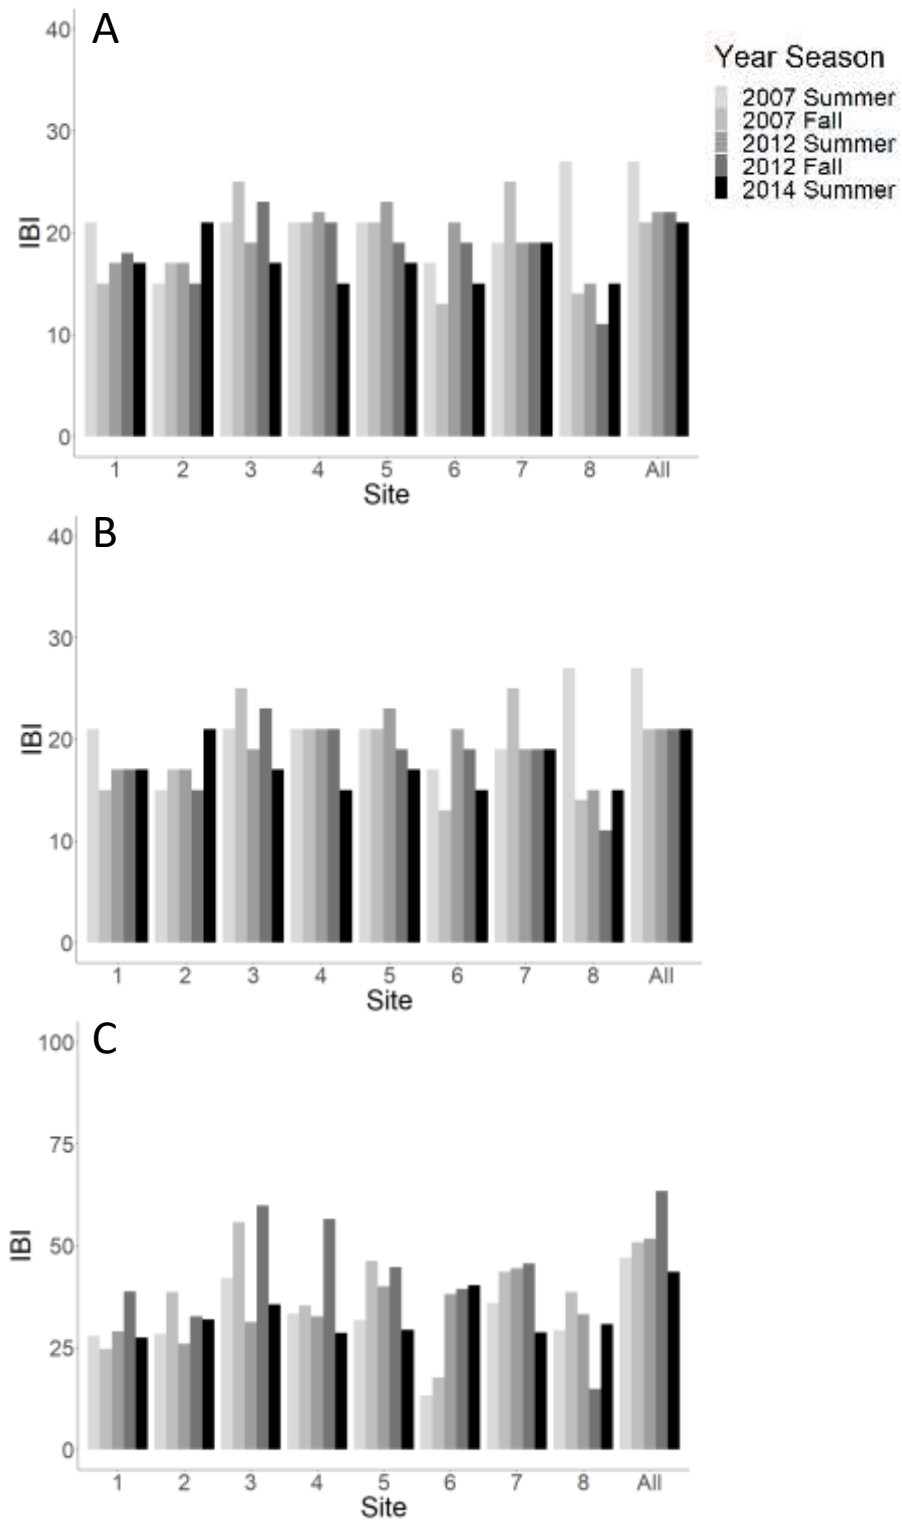 A
40
30
20
10
0
IBI
1 2 3 4 5 6 7 8 All
Site
Year Season
2007 Summer
2007 Fall
2012 Summer
2012 Fall
2014 Summer
B
40
30
20
10
0
IBI
1 2 3 4 5 6 7 8 All
Site
C
100
75
50
25
0
IBI
1 2 3 4 5 6 7 8 All
Site